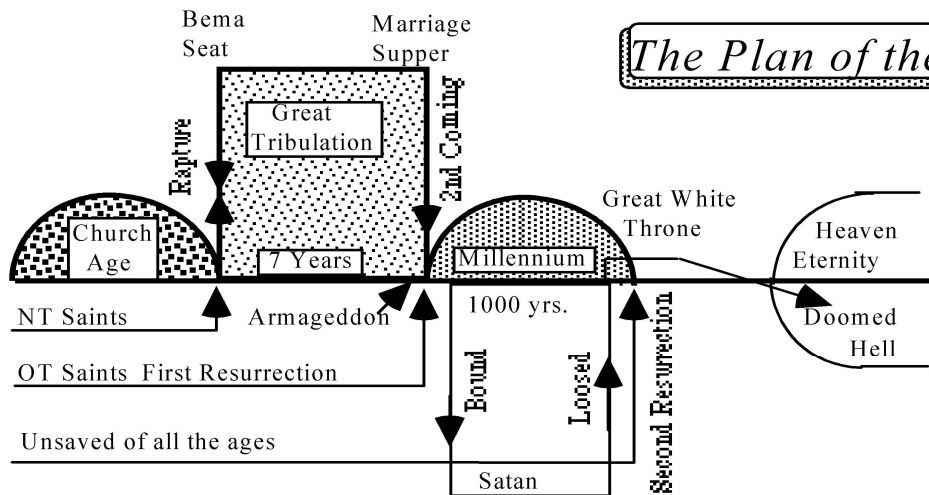 Bema
Seat
Marriage
Supper
The Plan of the
Great
Tribulation
Rapture
2nd Coming
Church
Age
7 Years
Millennium
Great White
Throne
Heaven
Eternity
NT Saints
Armageddon
1000 yrs.
Doomed
Hell
OT Saints First Resurrection
Bound
Loosed
Second Resurrection
Unsaved of all the ages
Satan